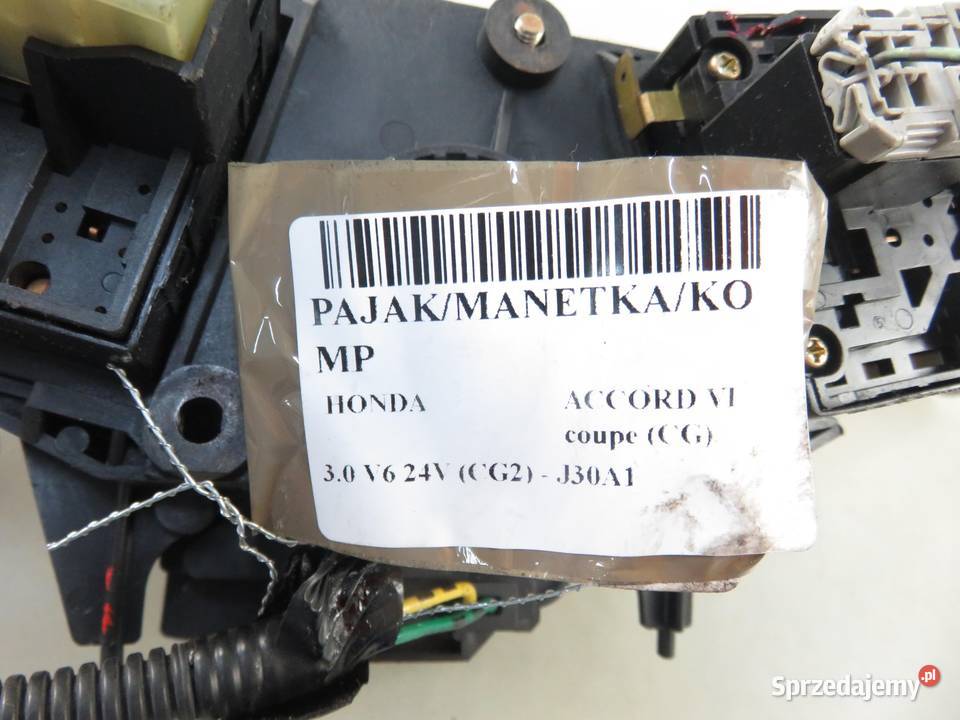 PAJAK/MANETKA/KO
MP
HONDA ACCORD VI
coupe (CG)
3.0 V6 24V (CG2) - J30A1
Sprzedajemy.pl